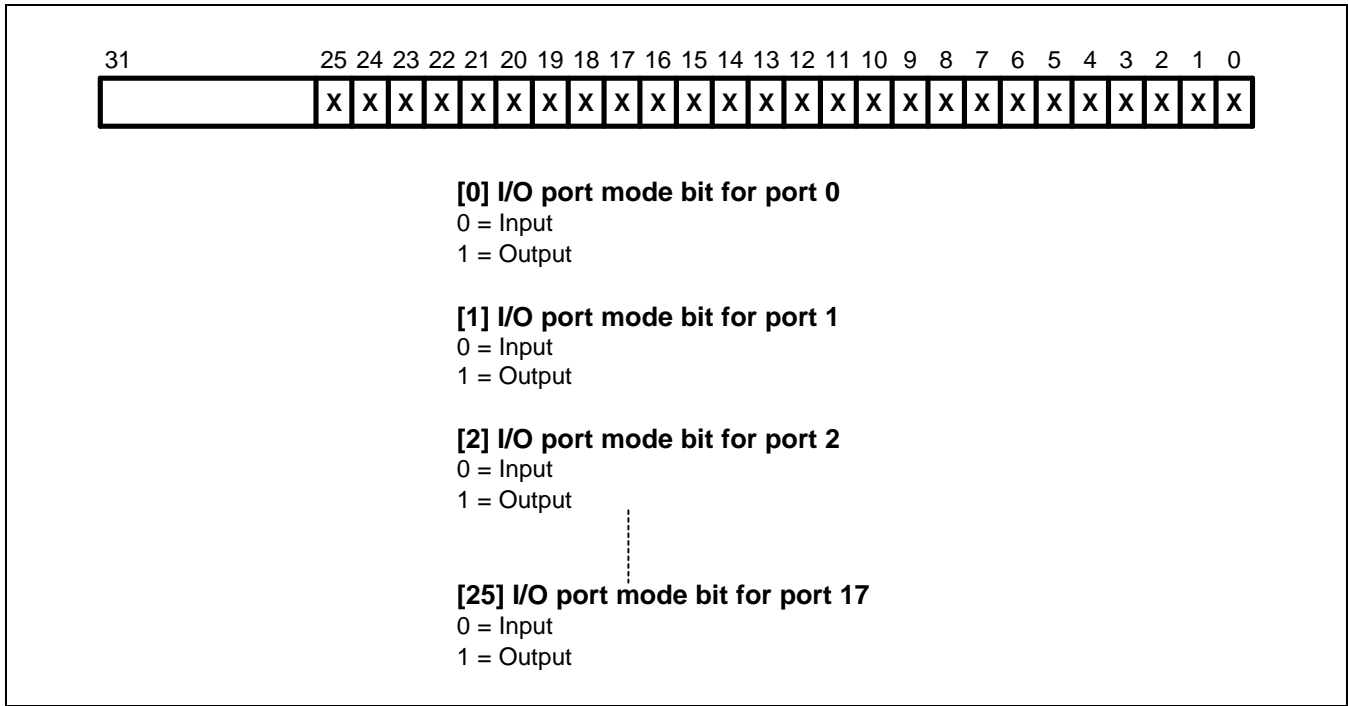 31 25 24 23 22 21 20 19 18 17 16 15 14 13 12 11 10 9 8 7 6 5 4 3 2 1 0
X X X X X X X X X X X X X X X X X X X X X X X X X X
[0] I/O port mode bit for port 0
0 = Input
1 = Output
[1] I/O port mode bit for port 1
0 = Input
1 = Output
[2] I/O port mode bit for port 2
0 = Input
1 = Output
[25] I/O port mode bit for port 17
0 = Input
1 = Output